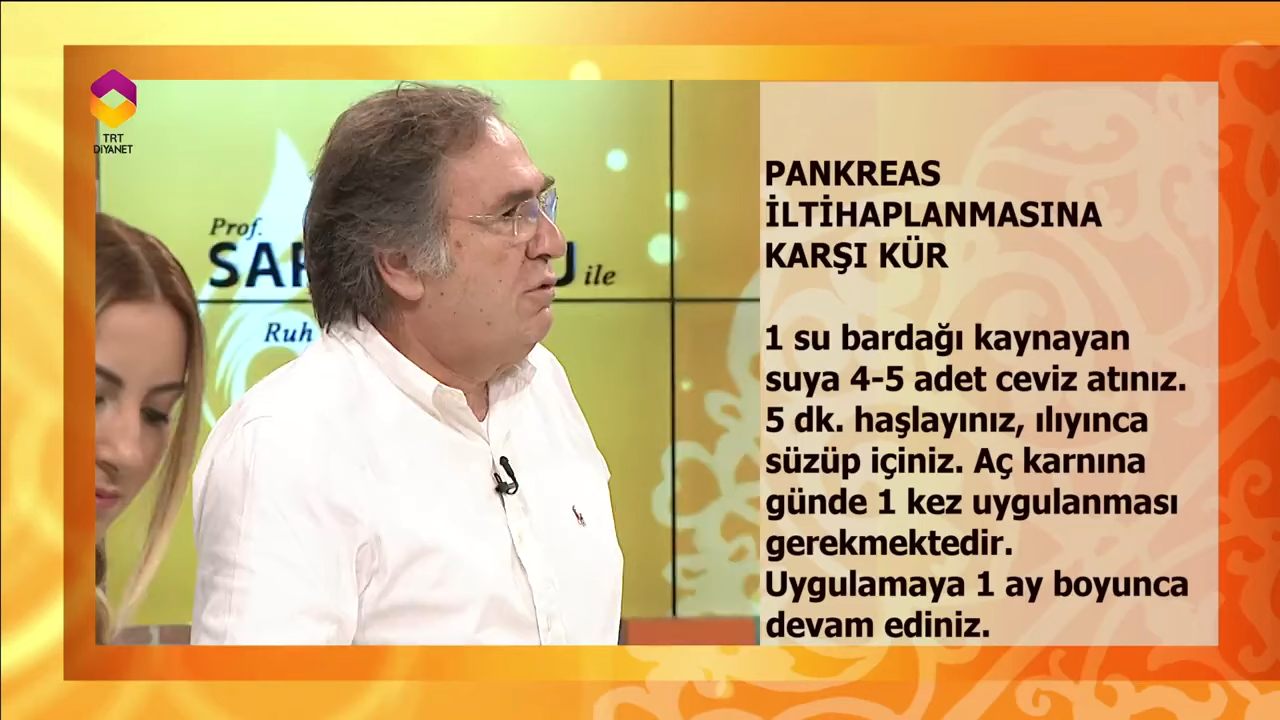 TRT
DİYANET
Prof.
ile
Ruh
PANKREAS
İLTİHAPLANMASINA
KARŞI KÜR
1 su bardağı kaynayan
suya 4-5 adet ceviz atınız.
5 dk. haşlayınız, ılıyınca
süzüp içiniz. Aç karnına
günde 1 kez uygulanması
gerekmektedir.
Uygulamaya 1 ay boyunca
devam ediniz.